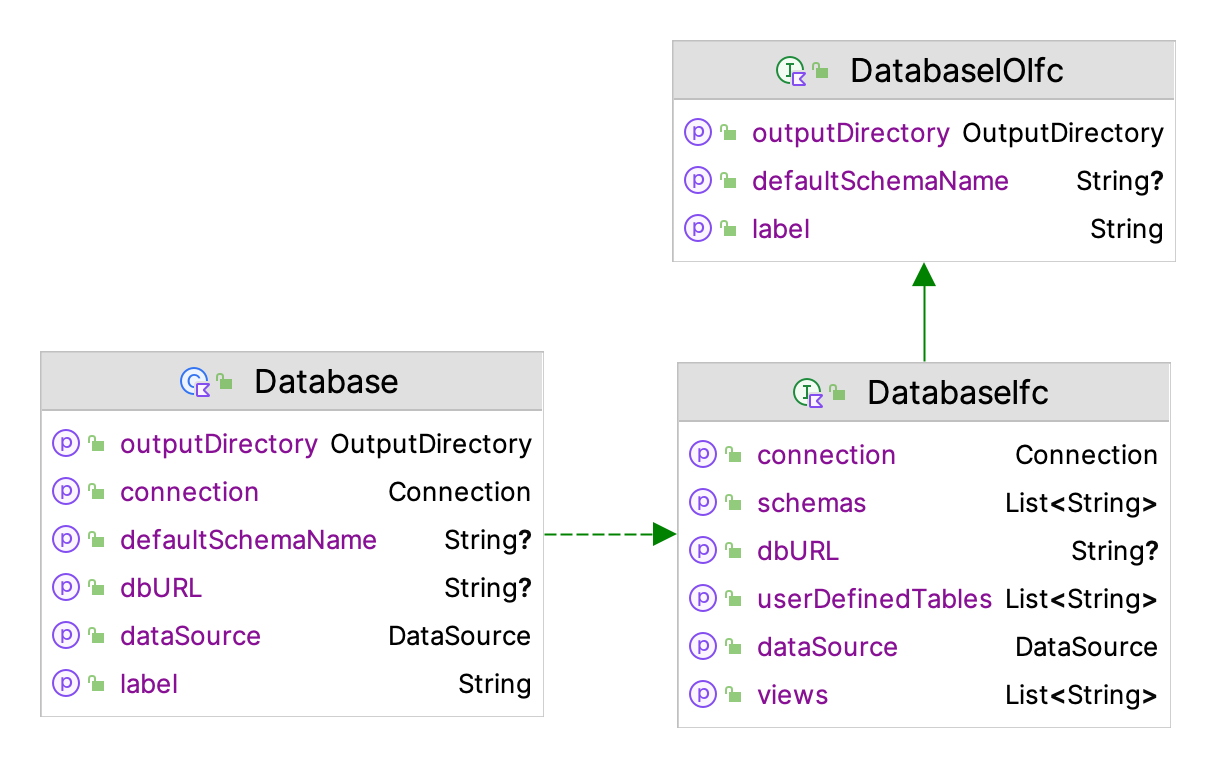 DatabaseIOIfc
outputDirectory OutputDirectory
defaultSchemaName String?
label String
Database
outputDirectory OutputDirectory
connection Connection
defaultSchemaName String?
dbURL String?
dataSource DataSource
label String
DatabaseIfc
connection Connection
schemas List<String>
dbURL String?
userDefinedTables List<String>
dataSource DataSource
views List<String>